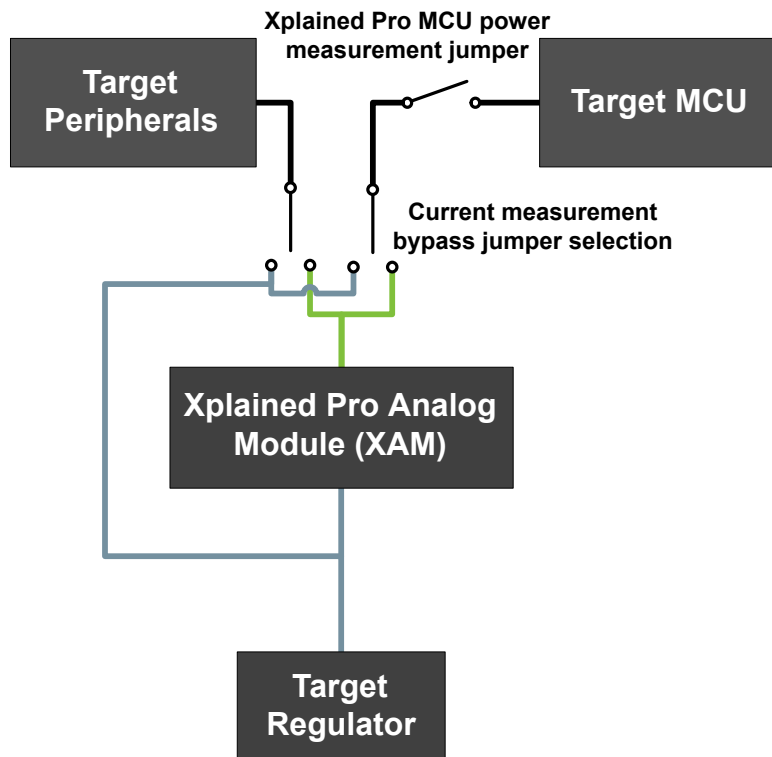 Xplained Pro MCU power
measurement jumper
Target
Peripherals
Target MCU
Current measurement
bypass jumper selection
Xplained Pro Analog
Module (XAM)
Target
Regulator